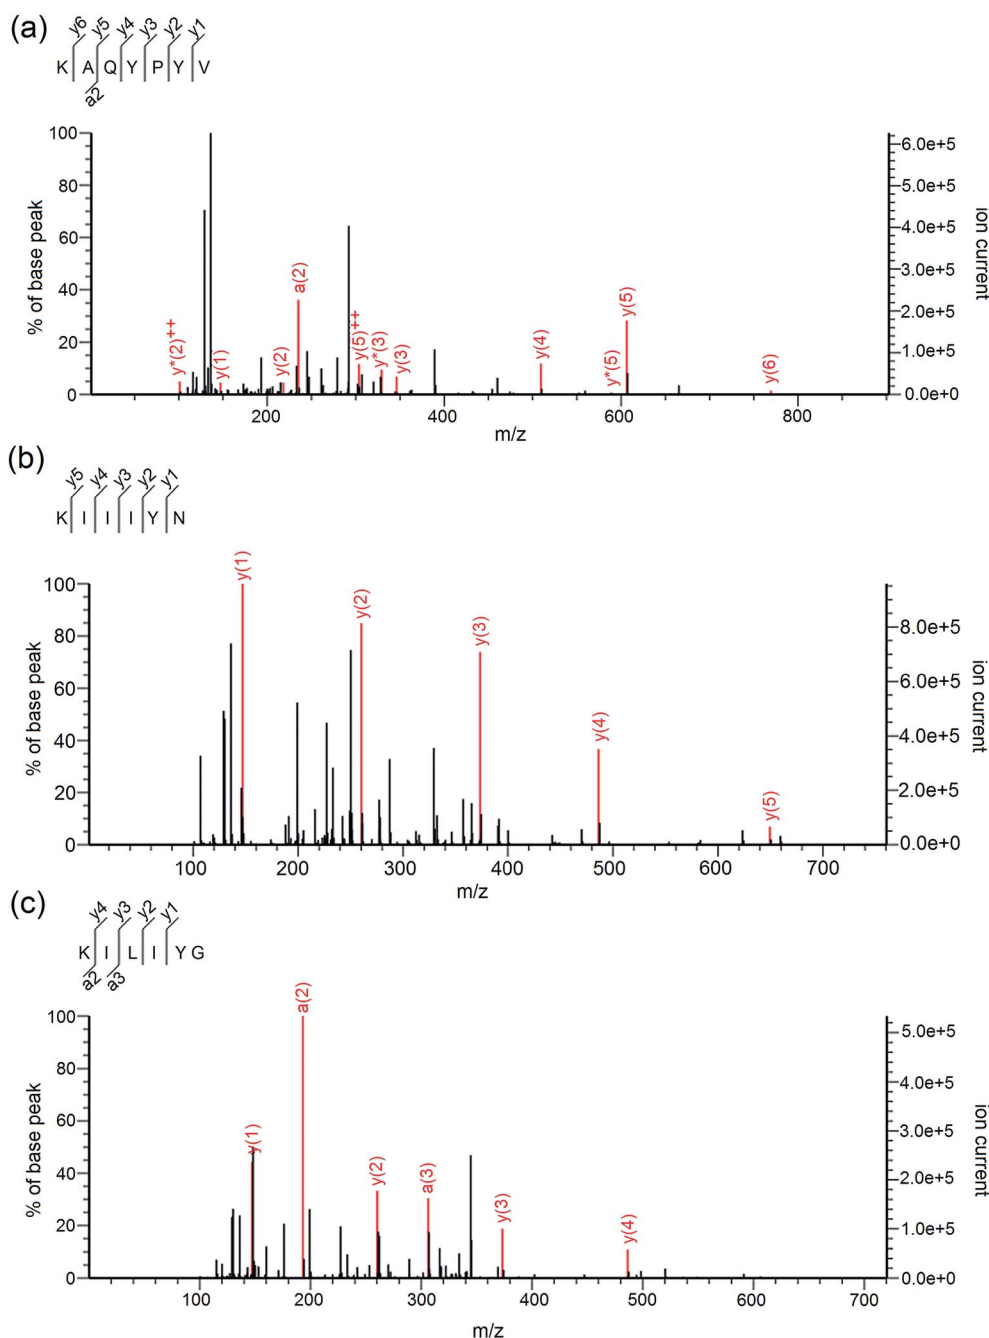 (a)
y6 y5 y4 y3 y2 y1
K A Q Y P Y V
a2
100
80
60
40
20
0
% of base peak
y*(2)++
y(1)
y(2)
a(2)
y(5)++
y*(3)
y(3)
y(4)
y*(5)
y(5)
y(6)
6.0e+5
5.0e+5
4.0e+5
3.0e+5
2.0e+5
1.0e+5
0.0e+0
ion current
200 400 600 800
m/z
(b)
y5 y4 y3 y2 y1
K I I I Y N
100
80
60
40
20
0
% of base peak
y(1)
y(2)
y(3)
y(4)
y(5)
8.0e+5
6.0e+5
4.0e+5
2.0e+5
0.0e+0
ion current
200 300 400 500 600 700
m/z
(c)
y4 y3 y2 y1
K I L I Y G
a2 a3
100
80
60
40
20
0
% of base peak
y(1)
a(2)
y(2)
a(3)
y(3)
y(4)
5.0e+5
4.0e+5
3.0e+5
2.0e+5
1.0e+5
0.0e+0
ion current
200 300 400 500 600 700
m/z